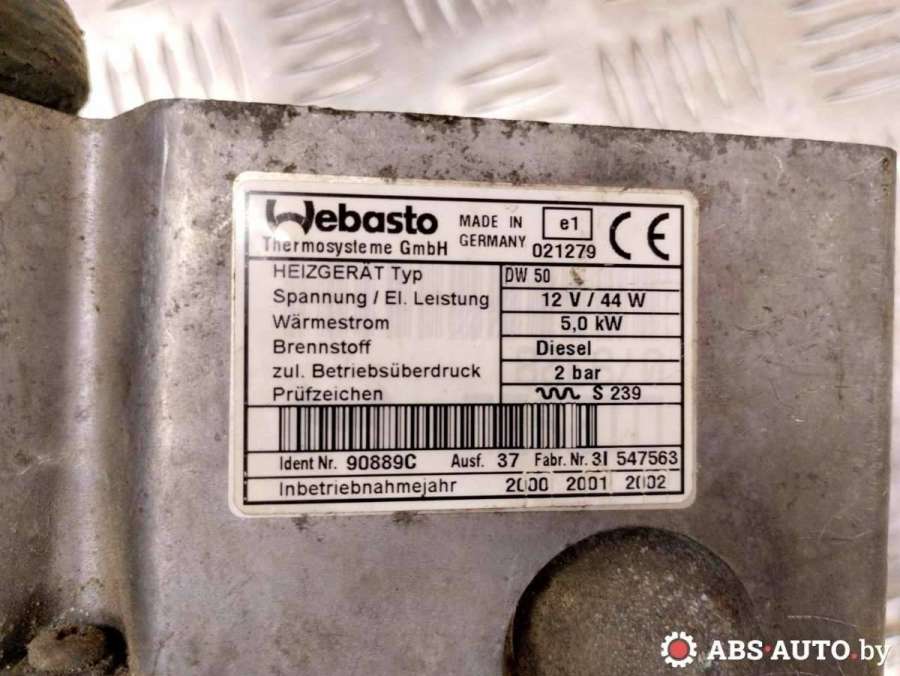 Webasto
Thermosysteme GmbH
MADE IN
GERMANY
e1
021279
CE
HEIZGERÄT Typ DW 50
Spannung / El. Leistung 12 V / 44 W
Wärmestrom 5,0 kW
Brennstoff Diesel
zul. Betriebsüberdruck 2 bar
Prüfzeichen S 239
Ident Nr. 90889C Ausf. 37 Fabr. Nr. 3I 547563
Inbetriebnahmejahr 2000 2001 2002
ABS-AUTO.by